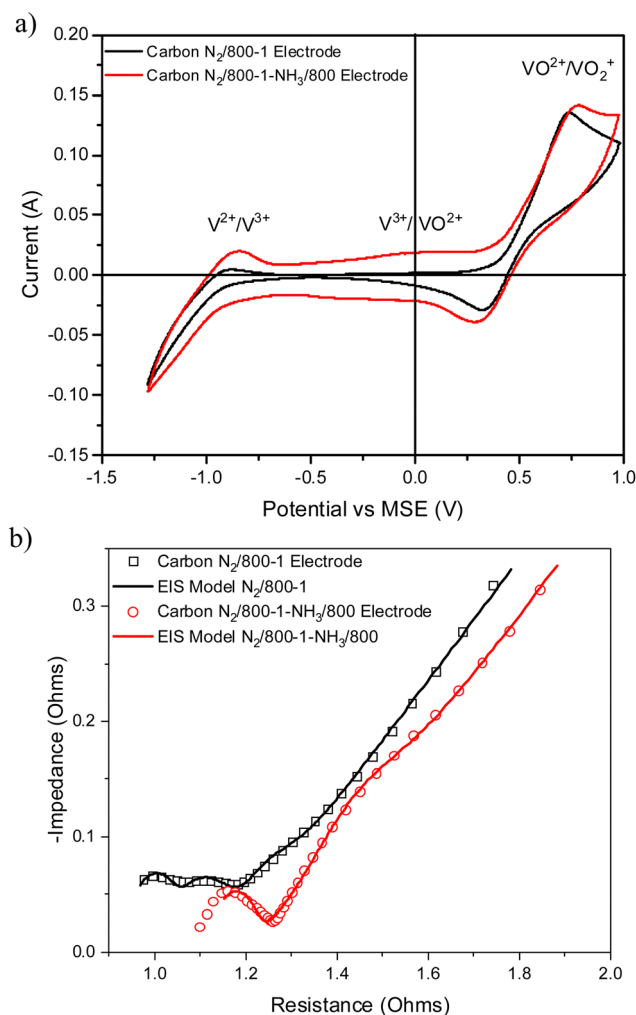 a)
0.20
Carbon N₂/800-1 Electrode
Carbon N₂/800-1-NH₃/800 Electrode
VO²⁺/VO₂⁺
0.15
0.10
0.05
V²⁺/V³⁺
V³⁺/VO²⁺
0.00
-0.05
-0.10
-0.15
Current (A)
-1.5 -1.0 -0.5 0.0 0.5 1.0
Potential vs MSE (V)
b)
Carbon N₂/800-1 Electrode
EIS Model N₂/800-1
Carbon N₂/800-1-NH₃/800 Electrode
EIS Model N₂/800-1-NH₃/800
0.3
0.2
0.1
0.0
-Impedance (Ohms)
1.0 1.2 1.4 1.6 1.8 2.0
Resistance (Ohms)